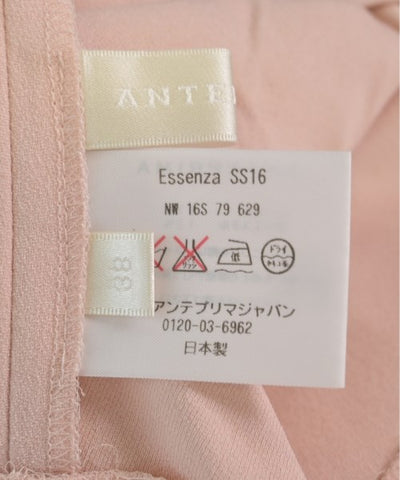 ANTE
Essenza SS16
NW 16S 79 629
低
ドライ
アンテプリマジャパン
0120-03-6962
日本製
38